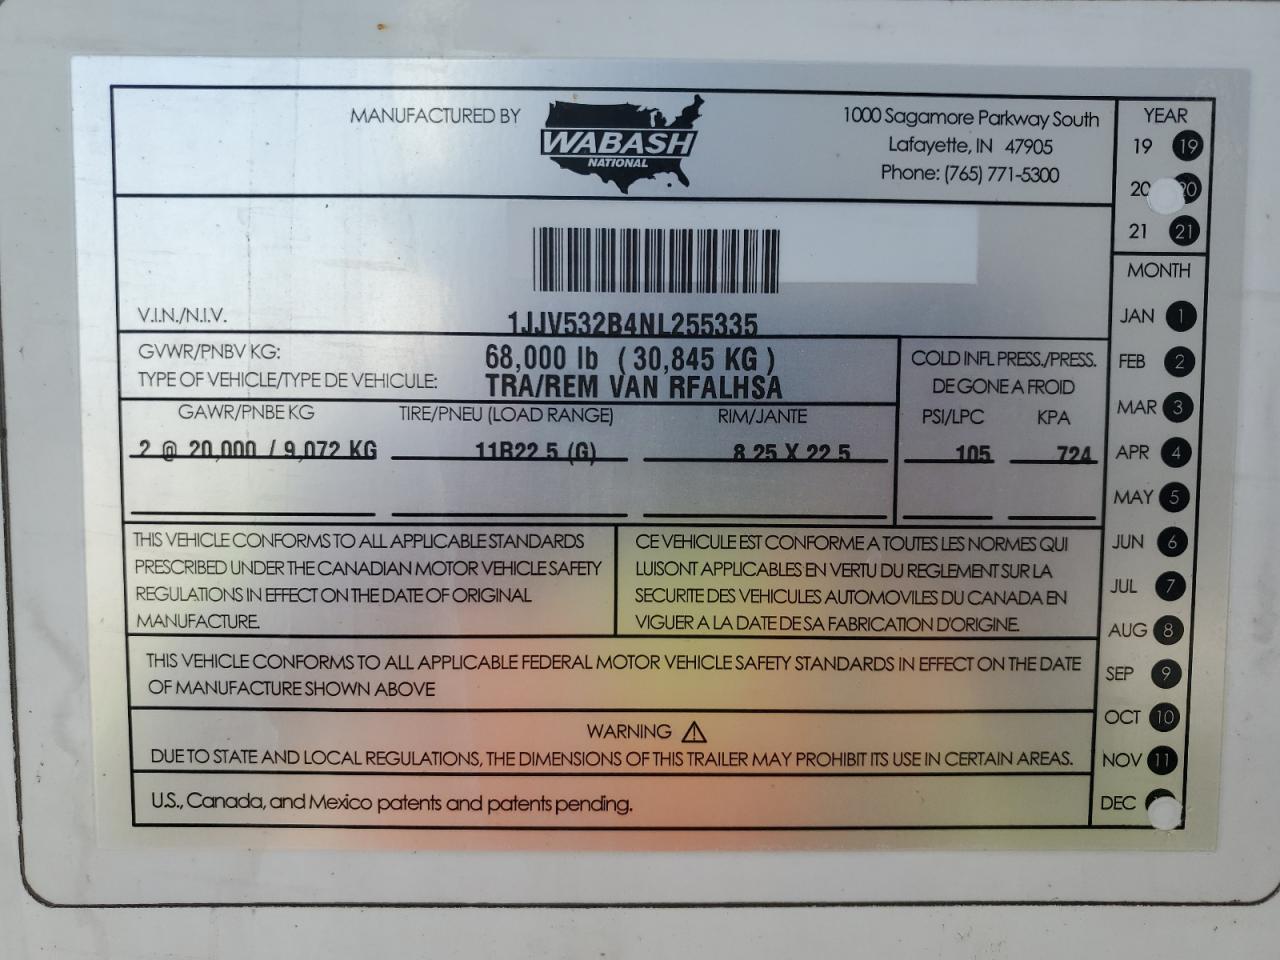 MANUFACTURED BY
WABASH
NATIONAL
1000 Sagamore Parkway South
Lafayette, IN 47905
Phone: (765) 771-5300
V.I.N./N.I.V.
1JJV532B4NL255335
GVWR/PNBV KG:
68,000 lb ( 30,845 KG )
TYPE OF VEHICLE/TYPE DE VEHICULE:
TRA/REM VAN RFALHSA
COLD INFL PRESS./PRESS.
DE GONE A FROID
GAWR/PNBE KG
TIRE/PNEU (LOAD RANGE)
RIM/JANTE
PSI/LPC
KPA
2 @ 20,000 / 9,072 KG
11R22.5 (G)
8.25 X 22.5
105
724
THIS VEHICLE CONFORMS TO ALL APPLICABLE STANDARDS
PRESCRIBED UNDER THE CANADIAN MOTOR VEHICLE SAFETY
REGULATIONS IN EFFECT ON THE DATE OF ORIGINAL
MANUFACTURE.
CE VEHICULE EST CONFORME A TOUTES LES NORMES QUI
LUISONT APPLICABLES EN VERTU DU REGLEMENT SUR LA
SECURITE DES VEHICULES AUTOMOVILES DU CANADA EN
VIGUER A LA DATE DE SA FABRICATION D'ORIGINE.
THIS VEHICLE CONFORMS TO ALL APPLICABLE FEDERAL MOTOR VEHICLE SAFETY STANDARDS IN EFFECT ON THE DATE
OF MANUFACTURE SHOWN ABOVE
WARNING
DUE TO STATE AND LOCAL REGULATIONS, THE DIMENSIONS OF THIS TRAILER MAY PROHIBIT ITS USE IN CERTAIN AREAS.
U.S., Canada, and Mexico patents and patents pending.
YEAR
19 19
20 20
21 21
MONTH
JAN 1
FEB 2
MAR 3
APR 4
MAY 5
JUN 6
JUL 7
AUG 8
SEP 9
OCT 10
NOV 11
DEC